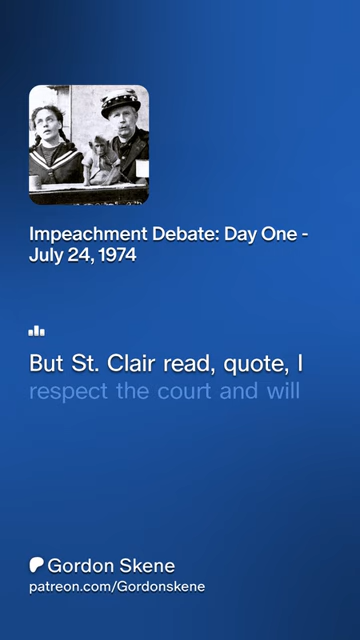 Impeachment Debate: Day One -
July 24, 1974
But St. Clair read, quote, I
respect the court and will
Gordon Skene
patreon.com/Gordonskene